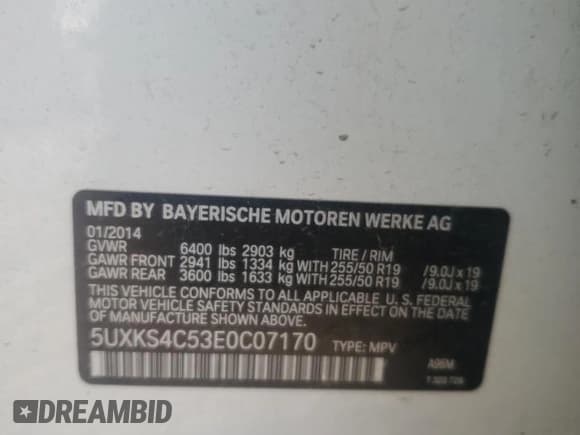 MFD BY BAYERISCHE MOTOREN WERKE AG
01/2014
GVWR 6400 lbs 2903 kg TIRE / RIM
GAWR FRONT 2941 lbs 1334 kg WITH 255/50 R19 /9.0J x 19
GAWR REAR 3600 lbs 1633 kg WITH 255/50 R19 /9.0J x 19
THIS VEHICLE CONFORMS TO ALL APPLICABLE U. S. FEDERAL
MOTOR VEHICLE SAFETY STANDARDS IN EFFECT ON THE DATE
OF MANUFACTURE SHOWN ABOVE.
5UXKS4C53E0C07170 TYPE: MPV
A96M
DREAMBID